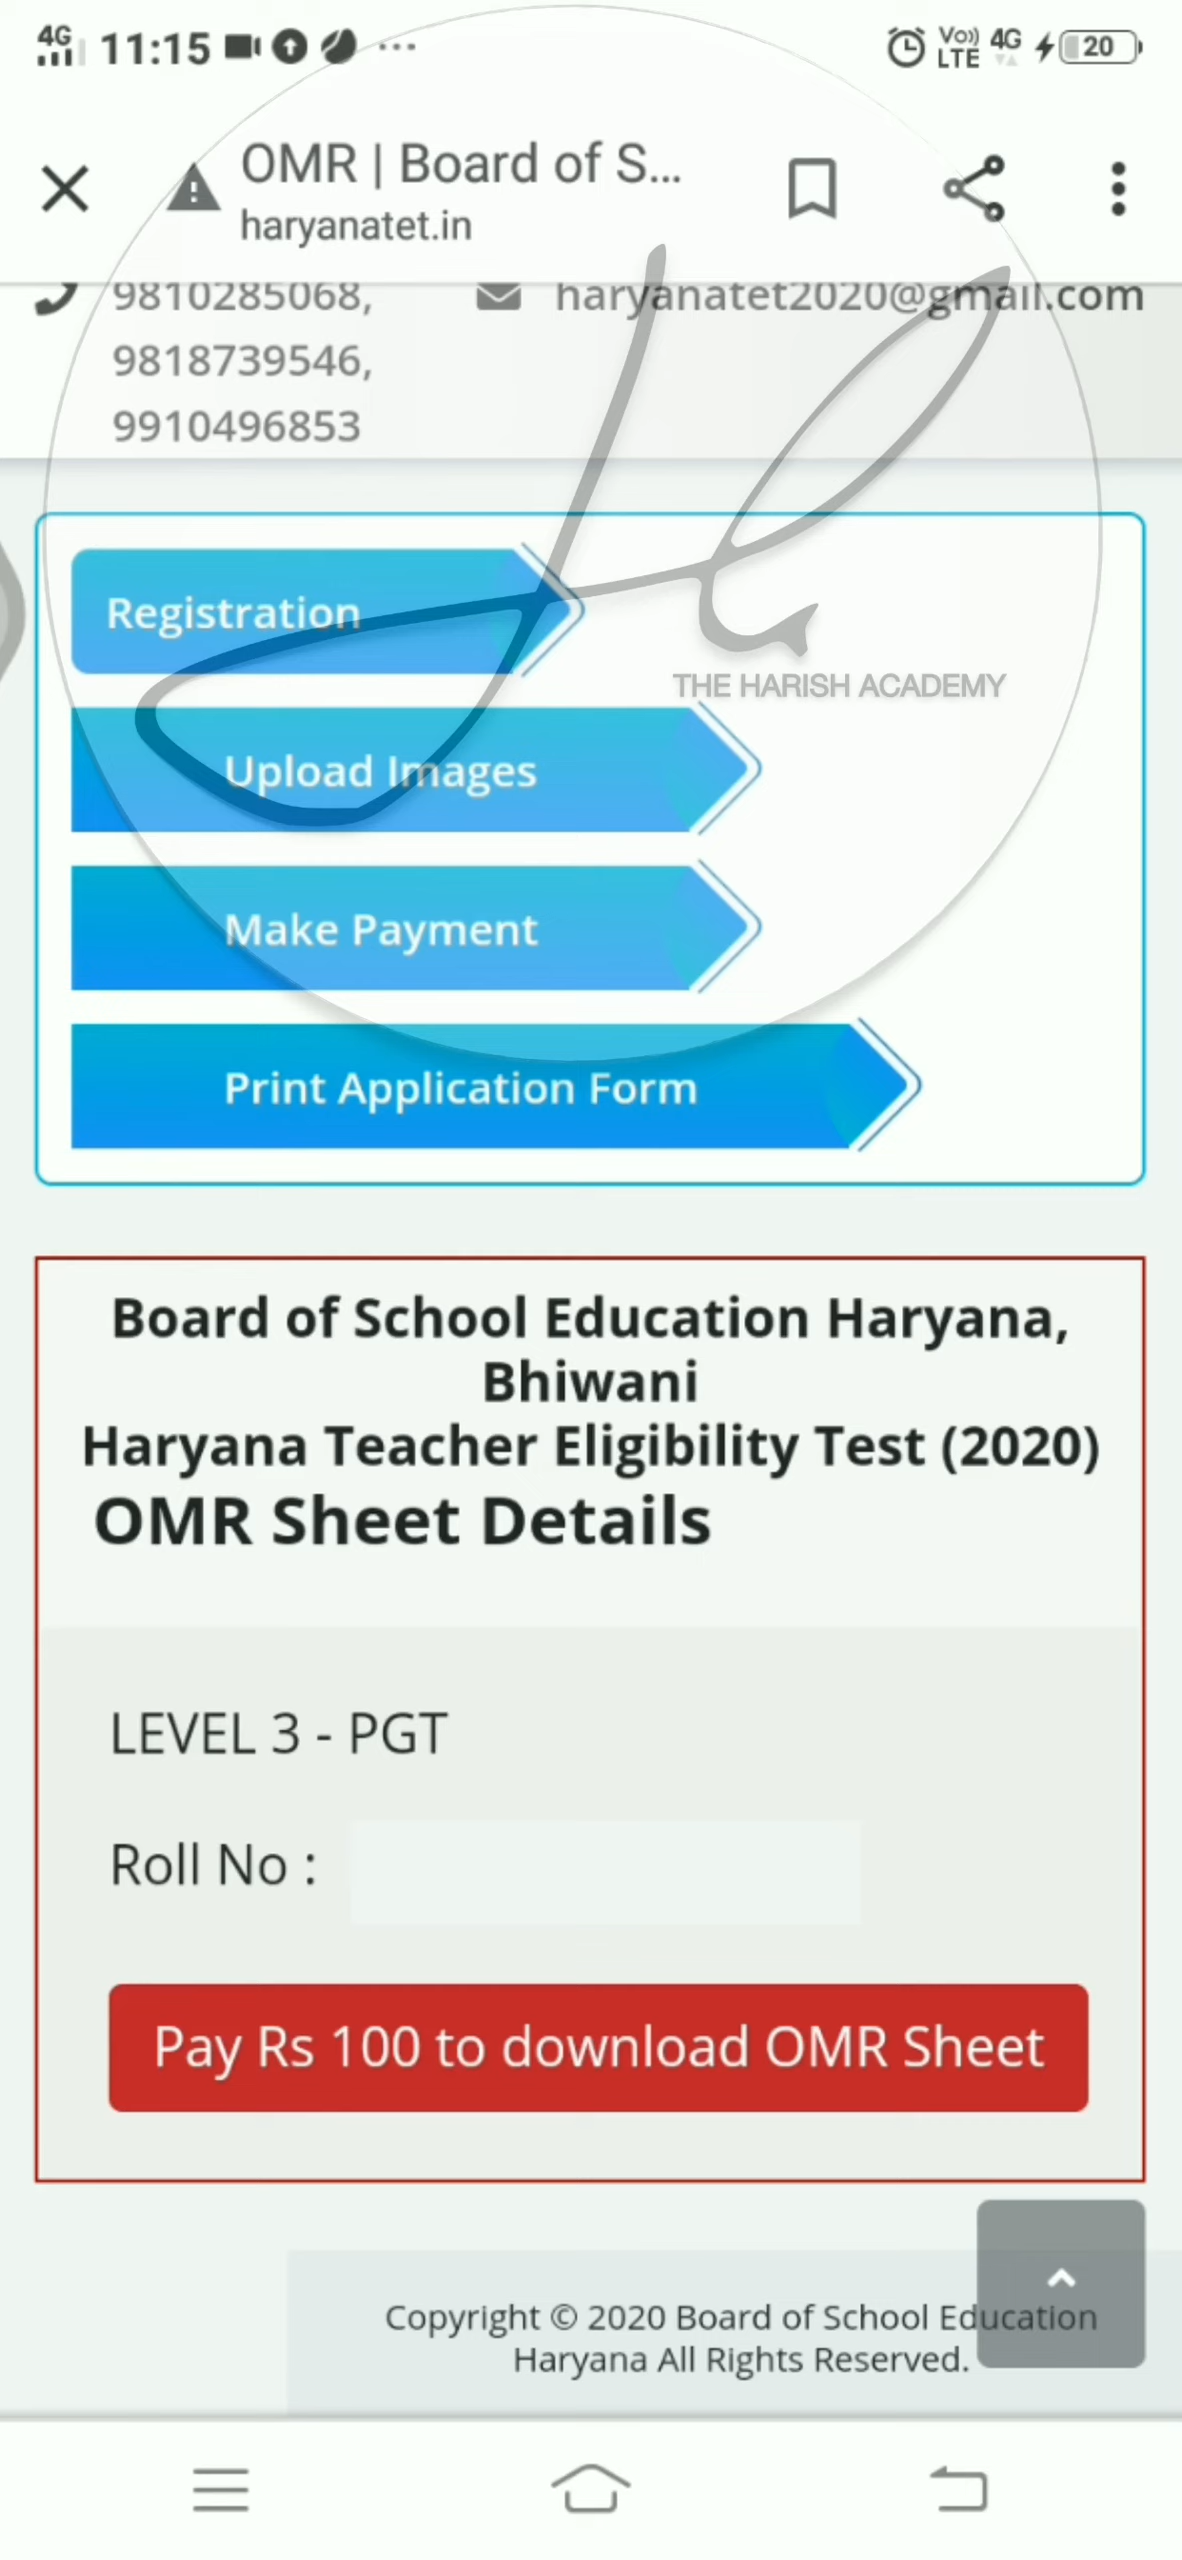 4G 11:15 ... Vo)) LTE 4G 20
OMR | Board of S...
haryanatet.in
9810285068, haryanatet2020@gmail.com
9818739546,
9910496853
Registration
THE HARISH ACADEMY
Upload Images
Make Payment
Print Application Form
Board of School Education Haryana,
Bhiwani
Haryana Teacher Eligibility Test (2020)
OMR Sheet Details
LEVEL 3 - PGT
Roll No :
Pay Rs 100 to download OMR Sheet
Copyright © 2020 Board of School Education
Haryana All Rights Reserved.